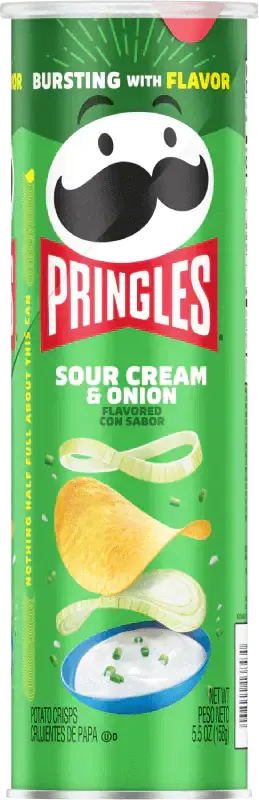 BURSTING WITH FLAVOR
PRINGLES
SOUR CREAM
& ONION
FLAVORED
CON SABOR
NOTHING HALF FULL ABOUT THIS CAN
POTATO CRISPS
CRUJIENTES DE PAPA
NET WT
PESO NETO
5.5 OZ (156g)